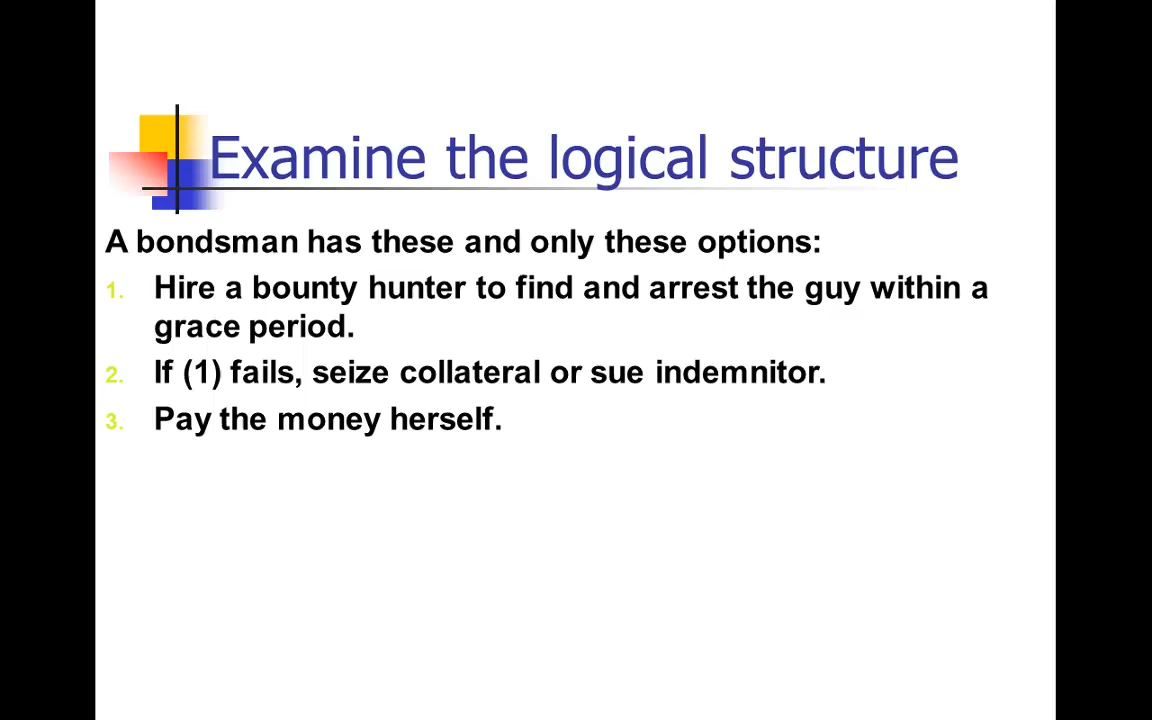 Examine the logical structure
A bondsman has these and only these options:
1. Hire a bounty hunter to find and arrest the guy within a
grace period.
2. If (1) fails, seize collateral or sue indemnitor.
3. Pay the money herself.